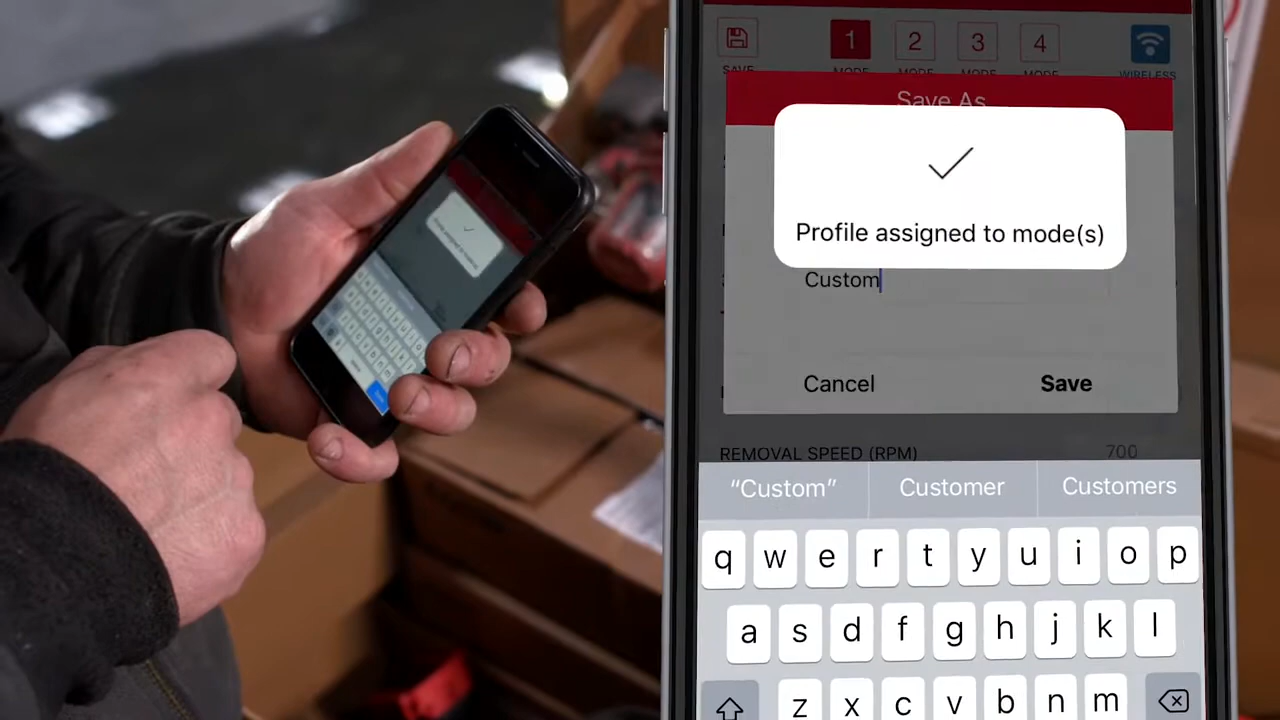 SAVE
1
2
3
4
MODE
MODE
MODE
MODE
WIRELESS
Save As
Profile assigned to mode(s)
Custom
Cancel
Save
REMOVAL SPEED (RPM)
700
“Custom”
Customer
Customers
q w e r t y u i o p
a s d f g h j k l
z x c v b n m